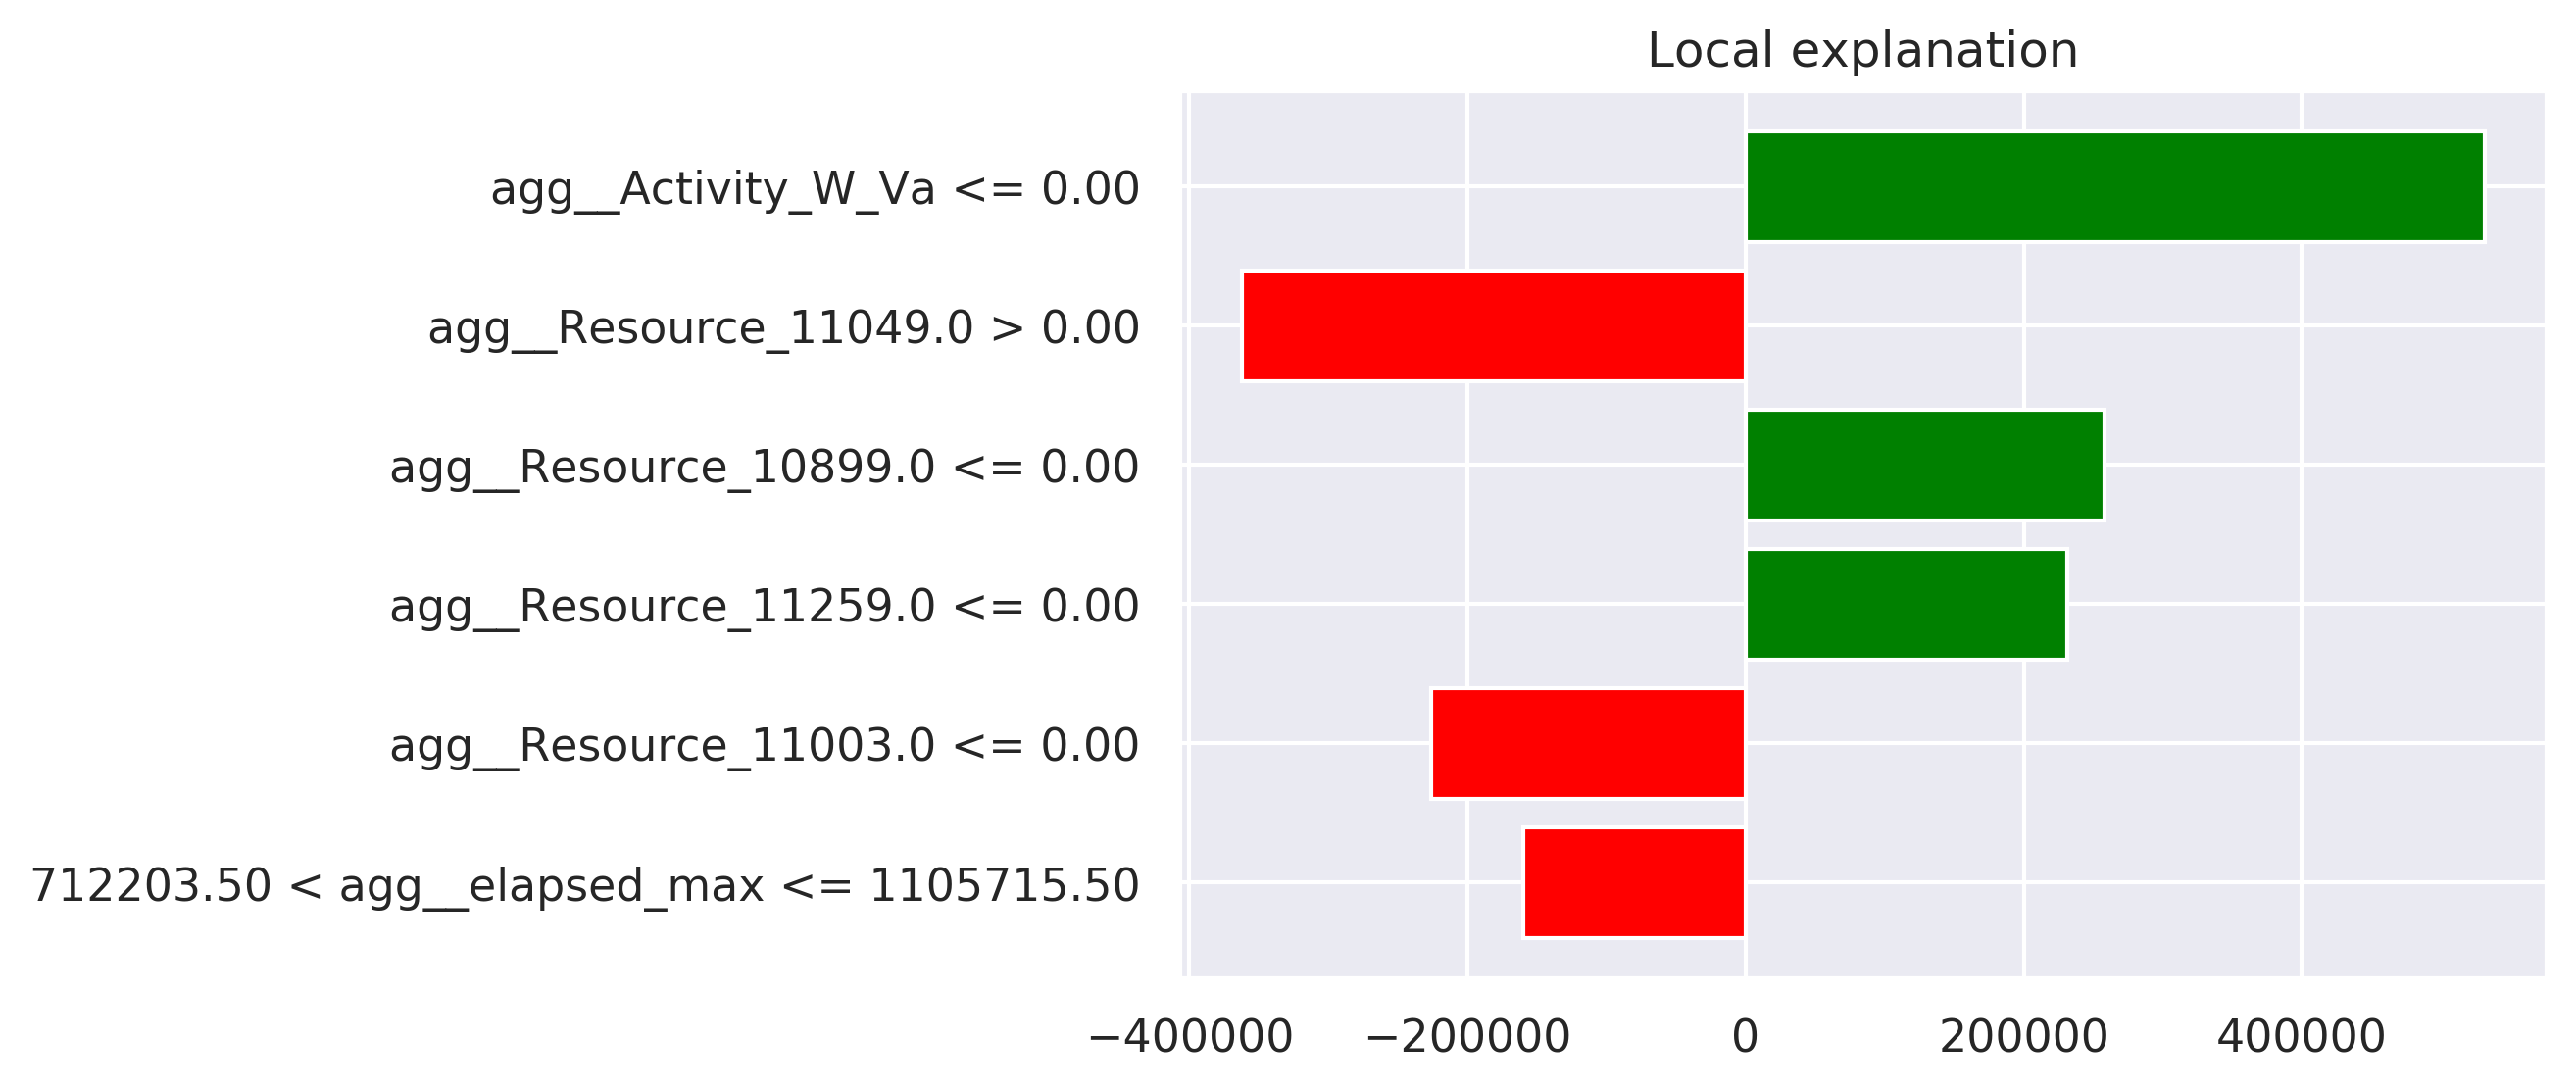 Local explanation
agg__Activity_W_Va <= 0.00
agg__Resource_11049.0 > 0.00
agg__Resource_10899.0 <= 0.00
agg__Resource_11259.0 <= 0.00
agg__Resource_11003.0 <= 0.00
712203.50 < agg__elapsed_max <= 1105715.50
−400000 −200000 0 200000 400000